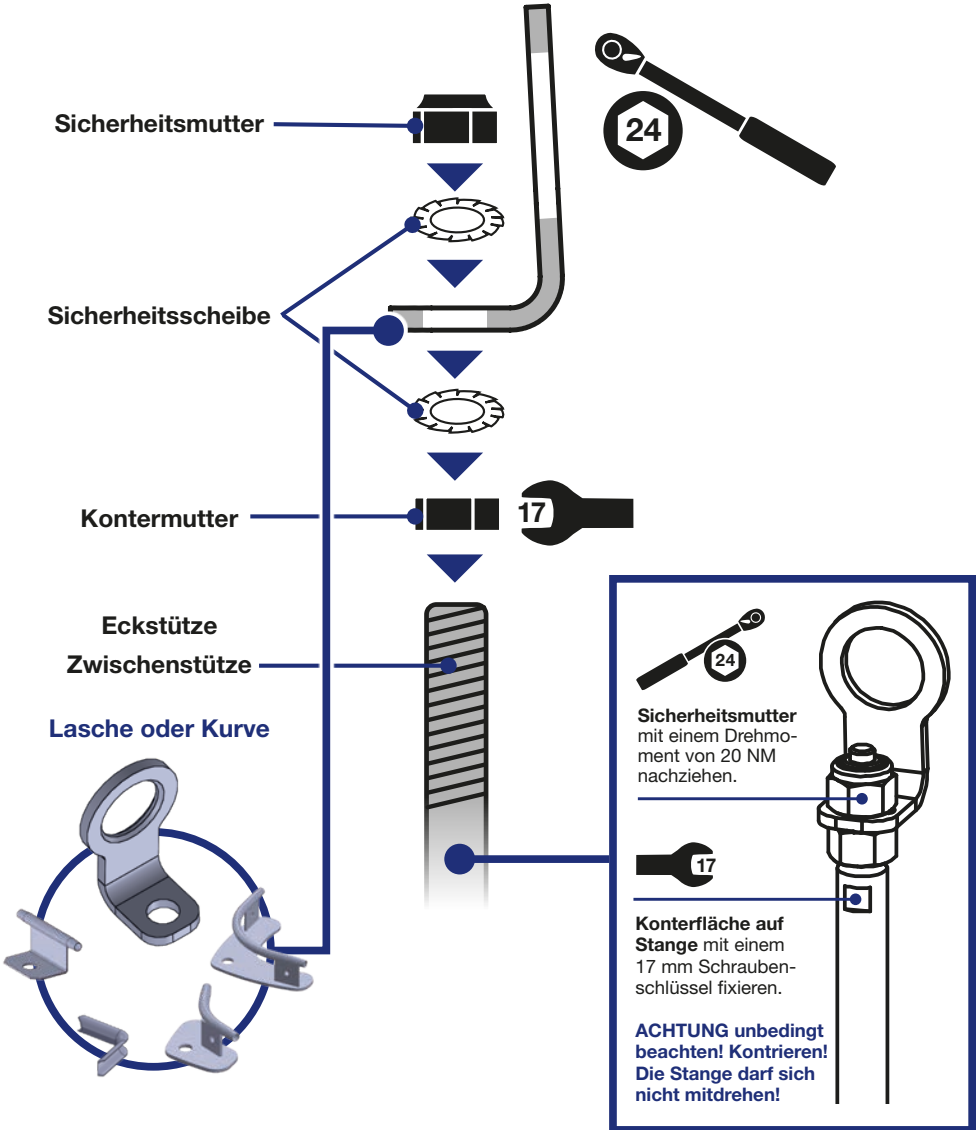 Sicherheitsmutter
24
Sicherheitsscheibe
Kontermutter
17
Eckstütze
Zwischenstütze
Lasche oder Kurve
24
Sicherheitsmutter
mit einem Drehmo-
ment von 20 NM
nachziehen.
17
Konterfläche auf
Stange mit einem
17 mm Schrauben-
schlüssel fixieren.
ACHTUNG unbedingt
beachten! Kontrieren!
Die Stange darf sich
nicht mitdrehen!